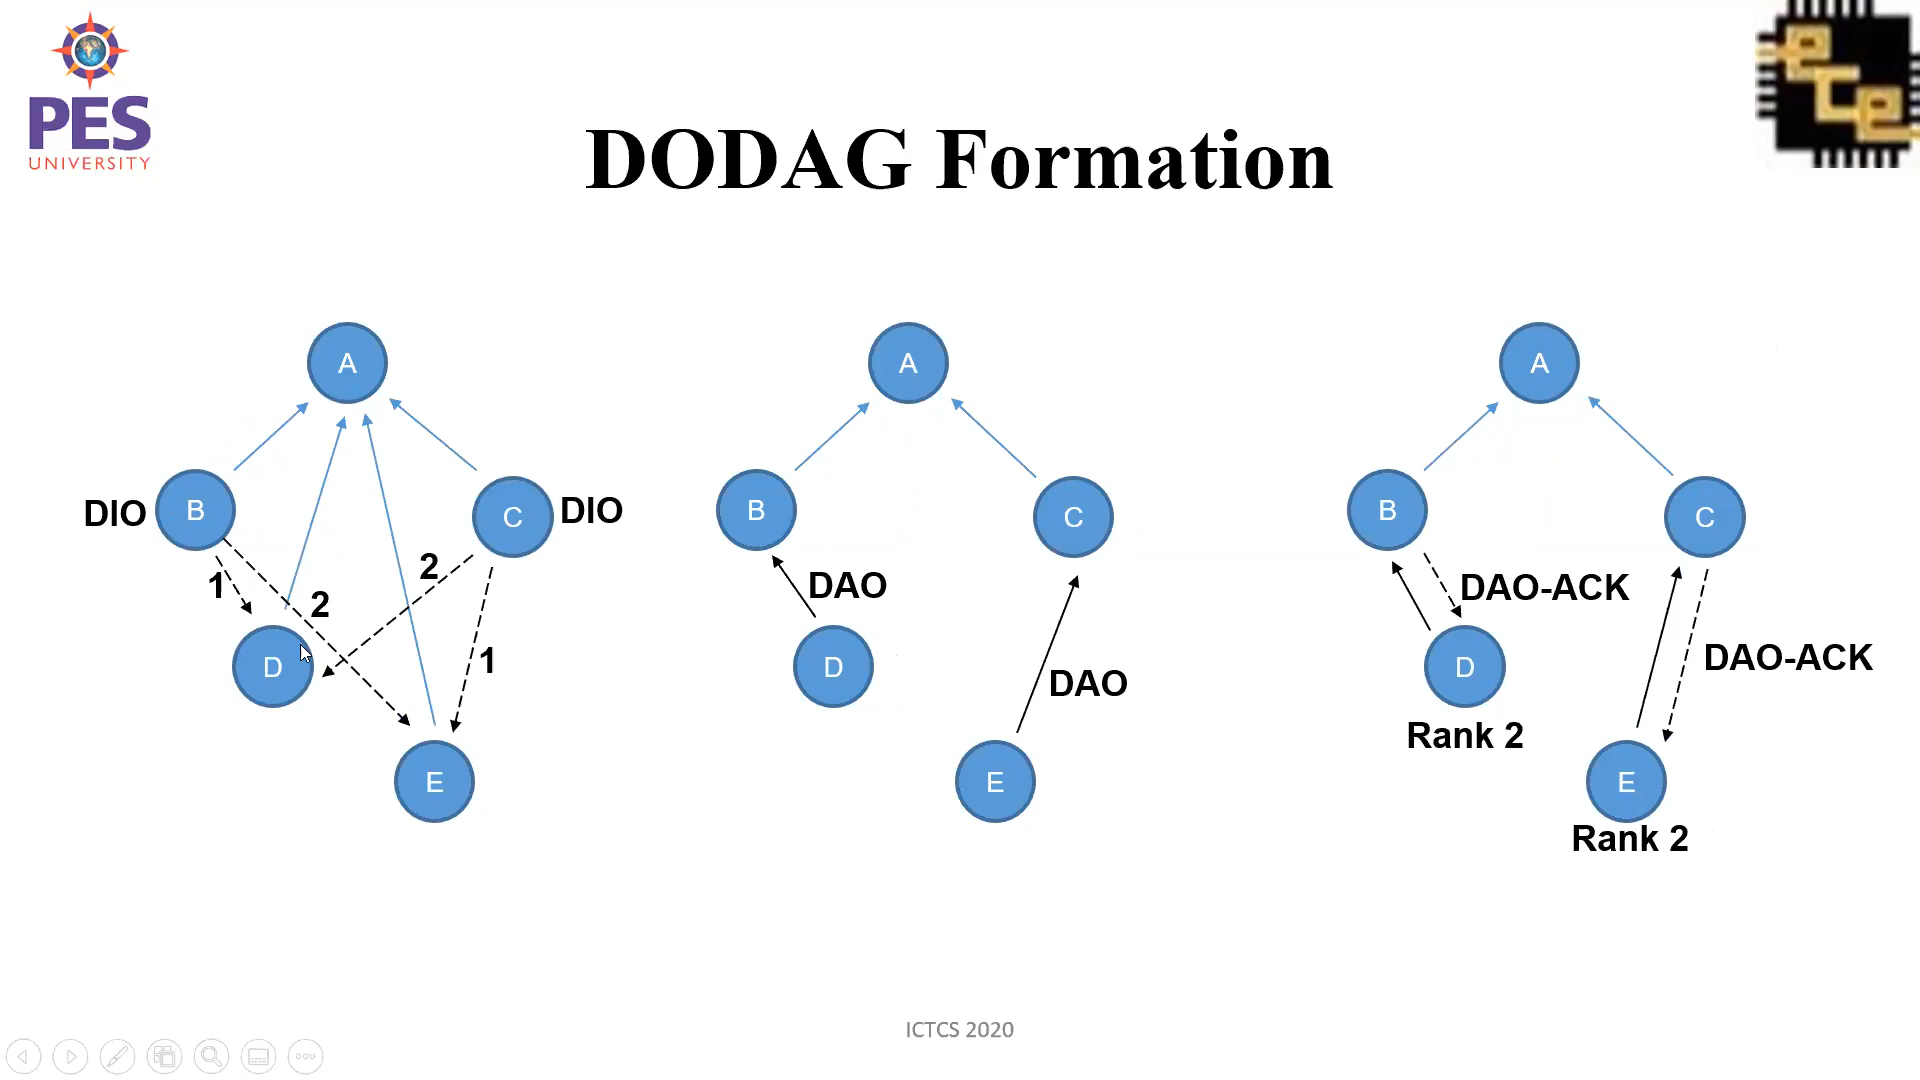 PES
UNIVERSITY
ece
DODAG Formation
A
B
C
D
E
DIO
DIO
1
2
2
1
A
B
C
D
E
DAO
DAO
A
B
C
D
E
DAO-ACK
DAO-ACK
Rank 2
Rank 2
ICTCS 2020